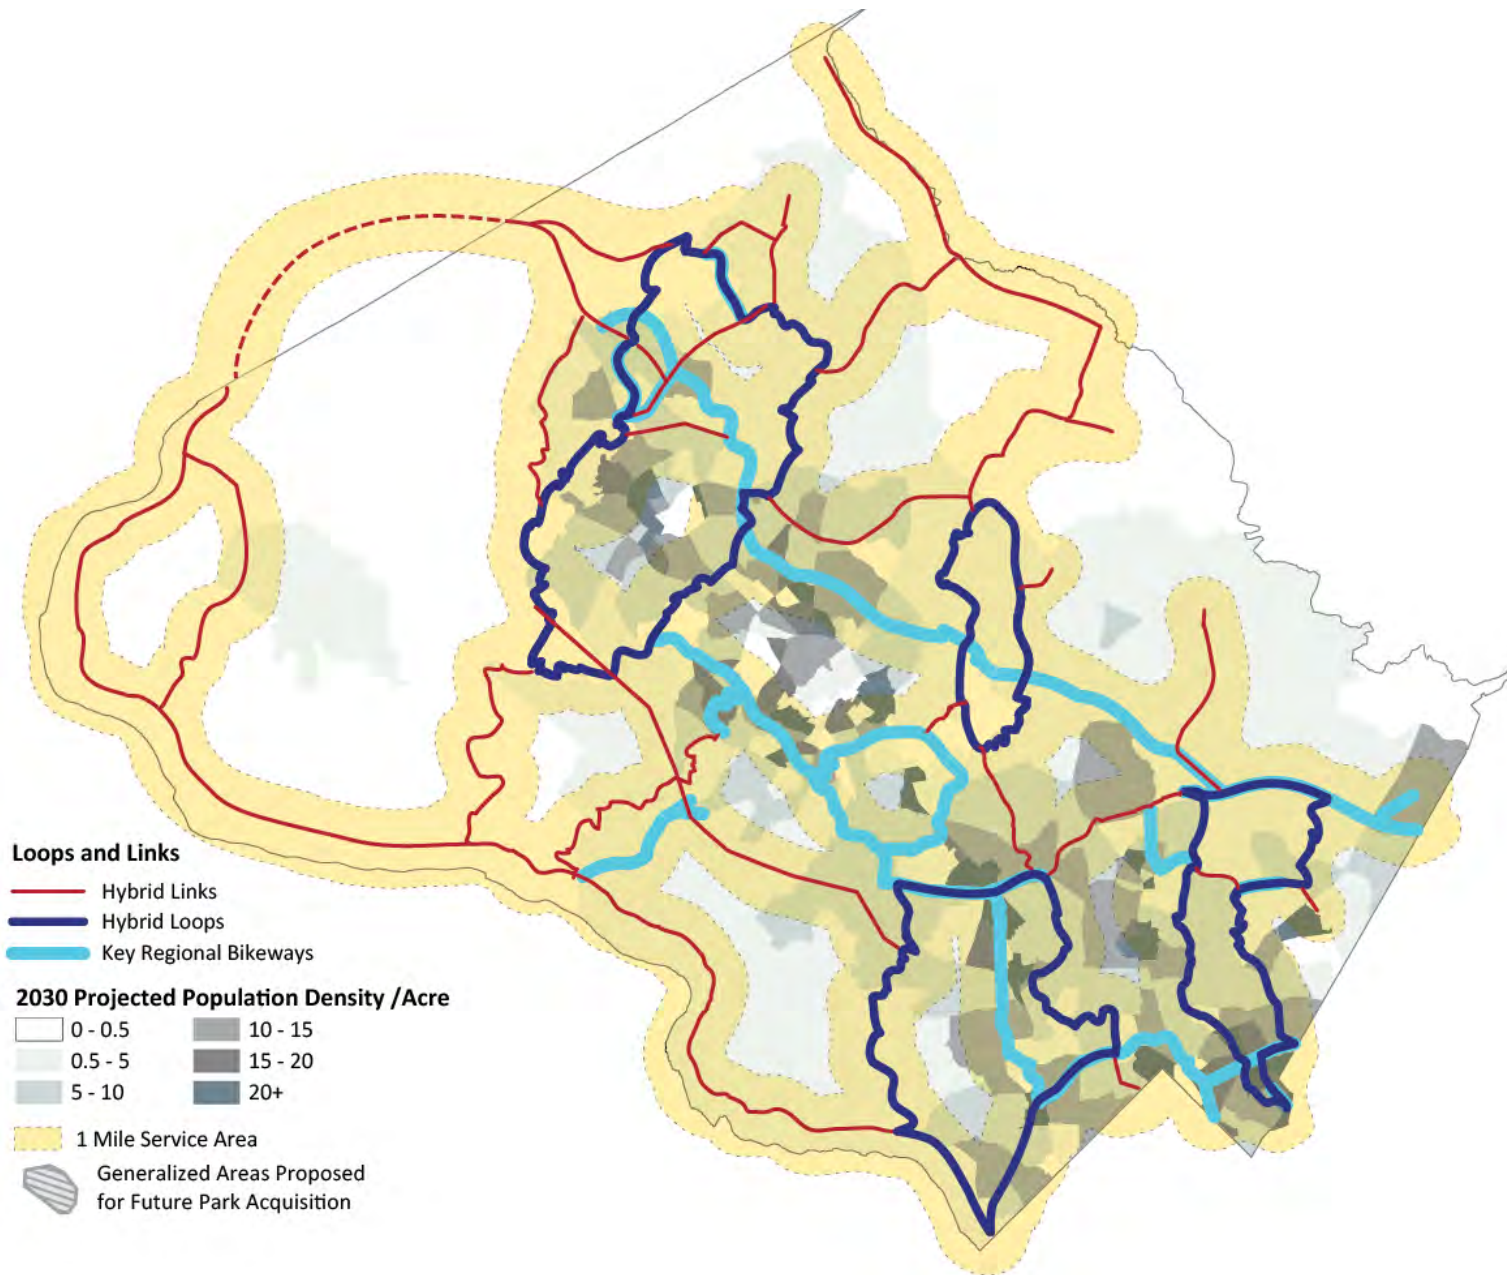 Loops and Links
Hybrid Links
Hybrid Loops
Key Regional Bikeways
2030 Projected Population Density /Acre
0 - 0.5
10 - 15
0.5 - 5
15 - 20
5 - 10
20+
1 Mile Service Area
Generalized Areas Proposed
for Future Park Acquisition